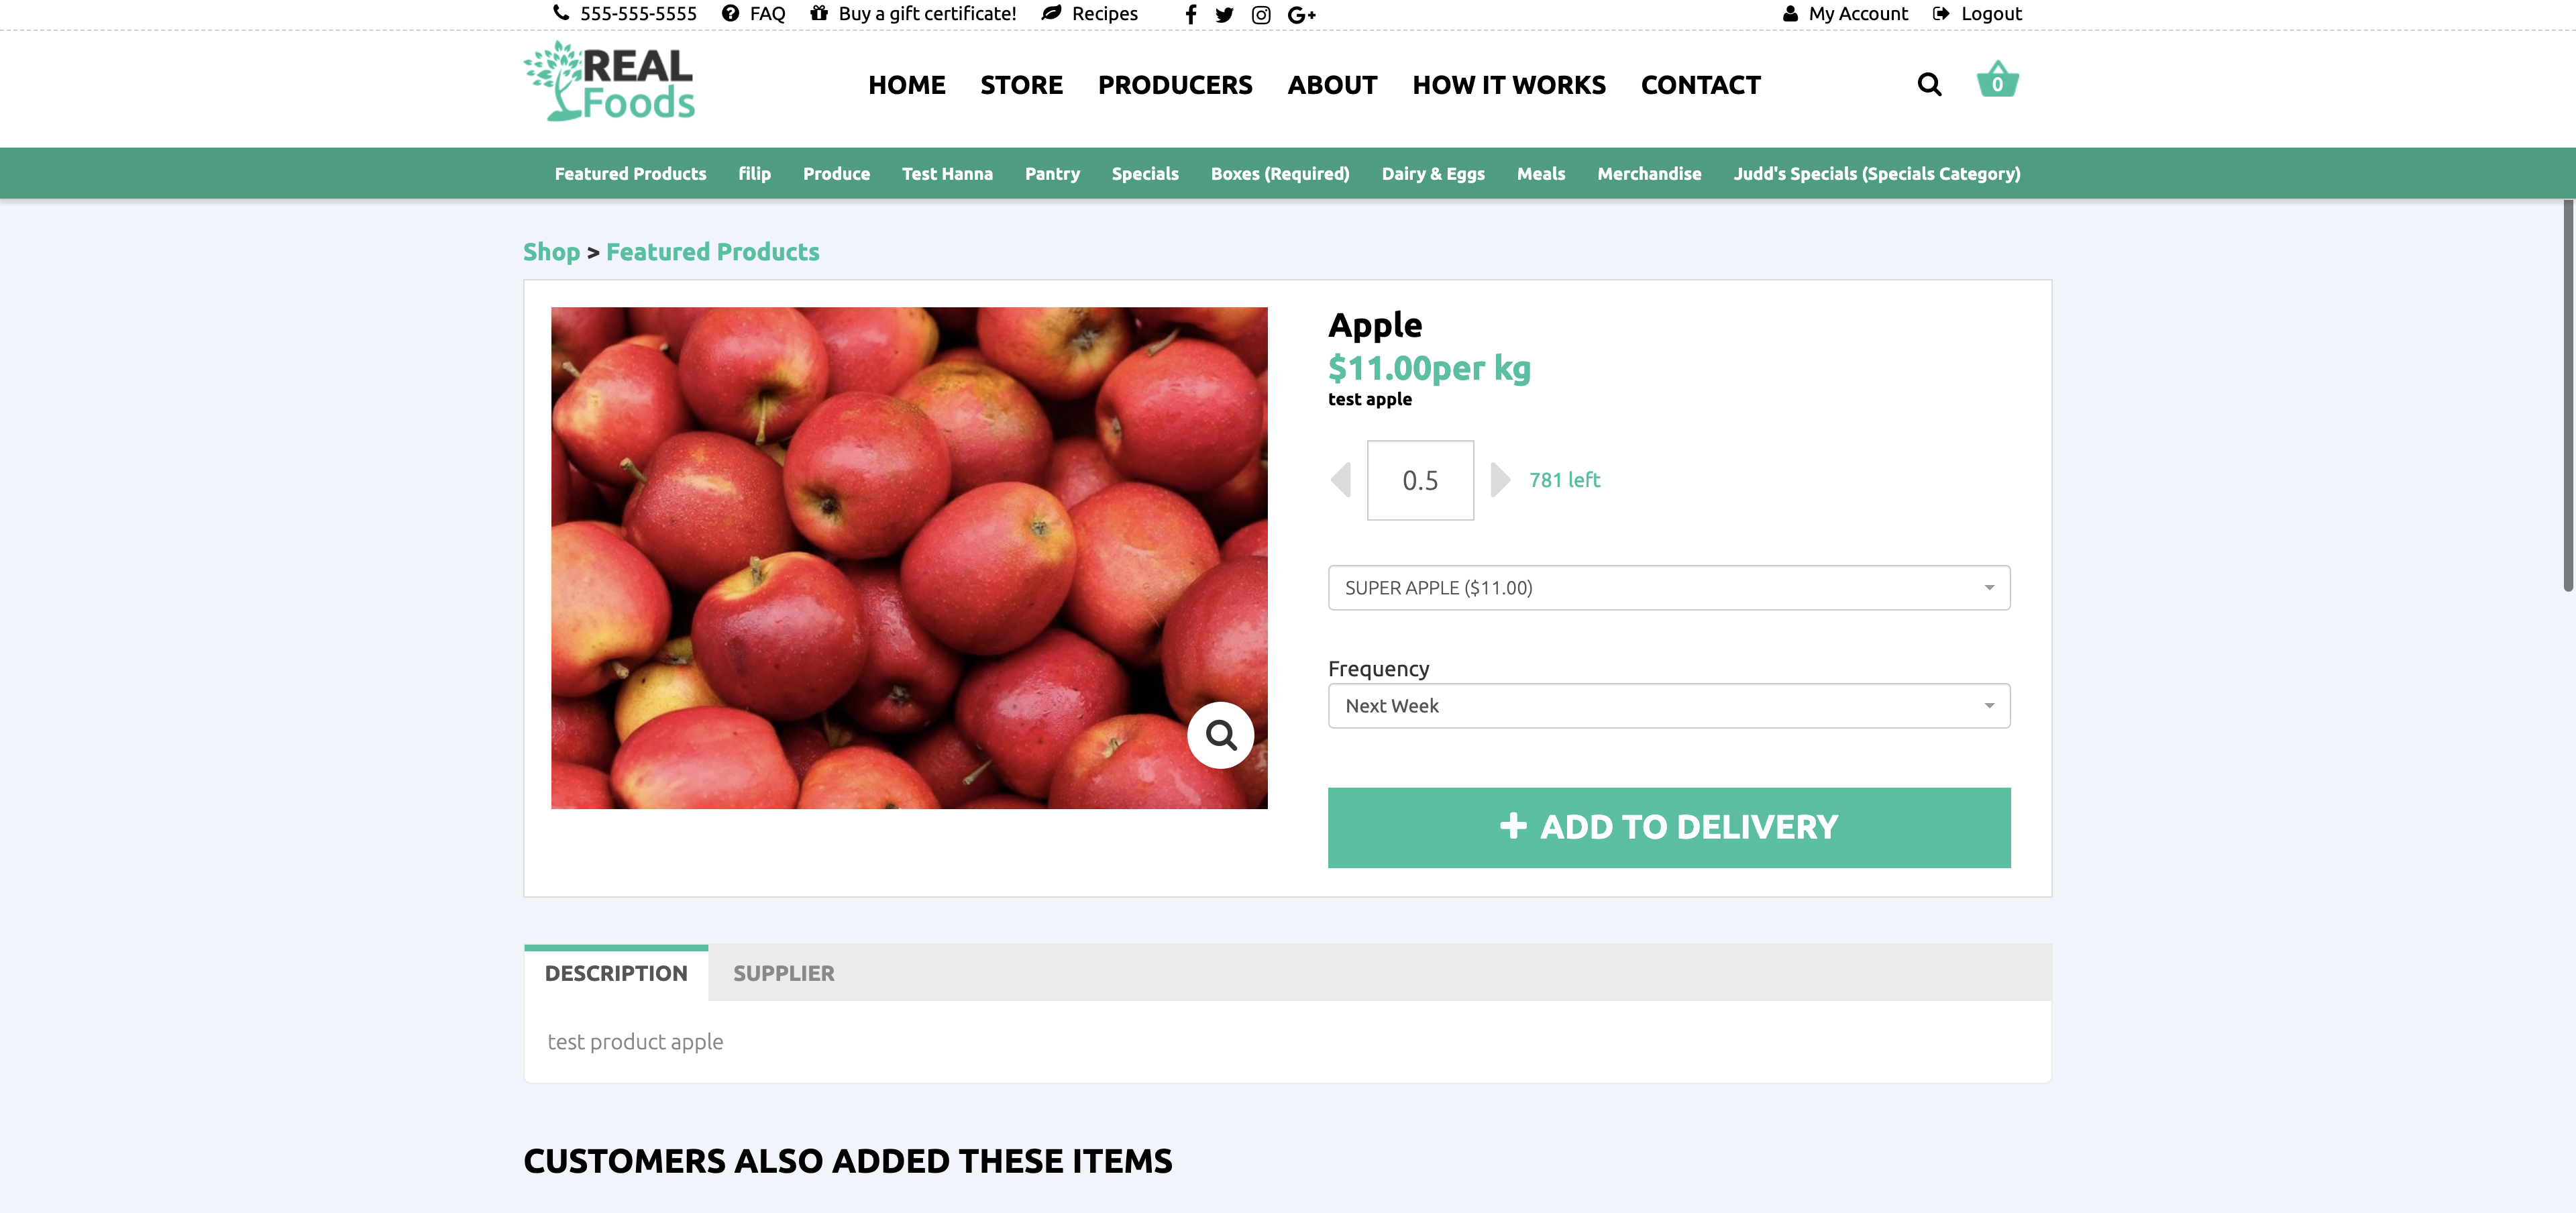 555-555-5555 FAQ Buy a gift certificate! Recipes My Account Logout
REAL
Foods
HOME STORE PRODUCERS ABOUT HOW IT WORKS CONTACT 0
Featured Products filip Produce Test Hanna Pantry Specials Boxes (Required) Dairy & Eggs Meals Merchandise Judd's Specials (Specials Category)
Shop > Featured Products
Apple
$11.00per kg
test apple
0.5 781 left
SUPER APPLE ($11.00)
Frequency
Next Week
ADD TO DELIVERY
DESCRIPTION SUPPLIER
test product apple
CUSTOMERS ALSO ADDED THESE ITEMS